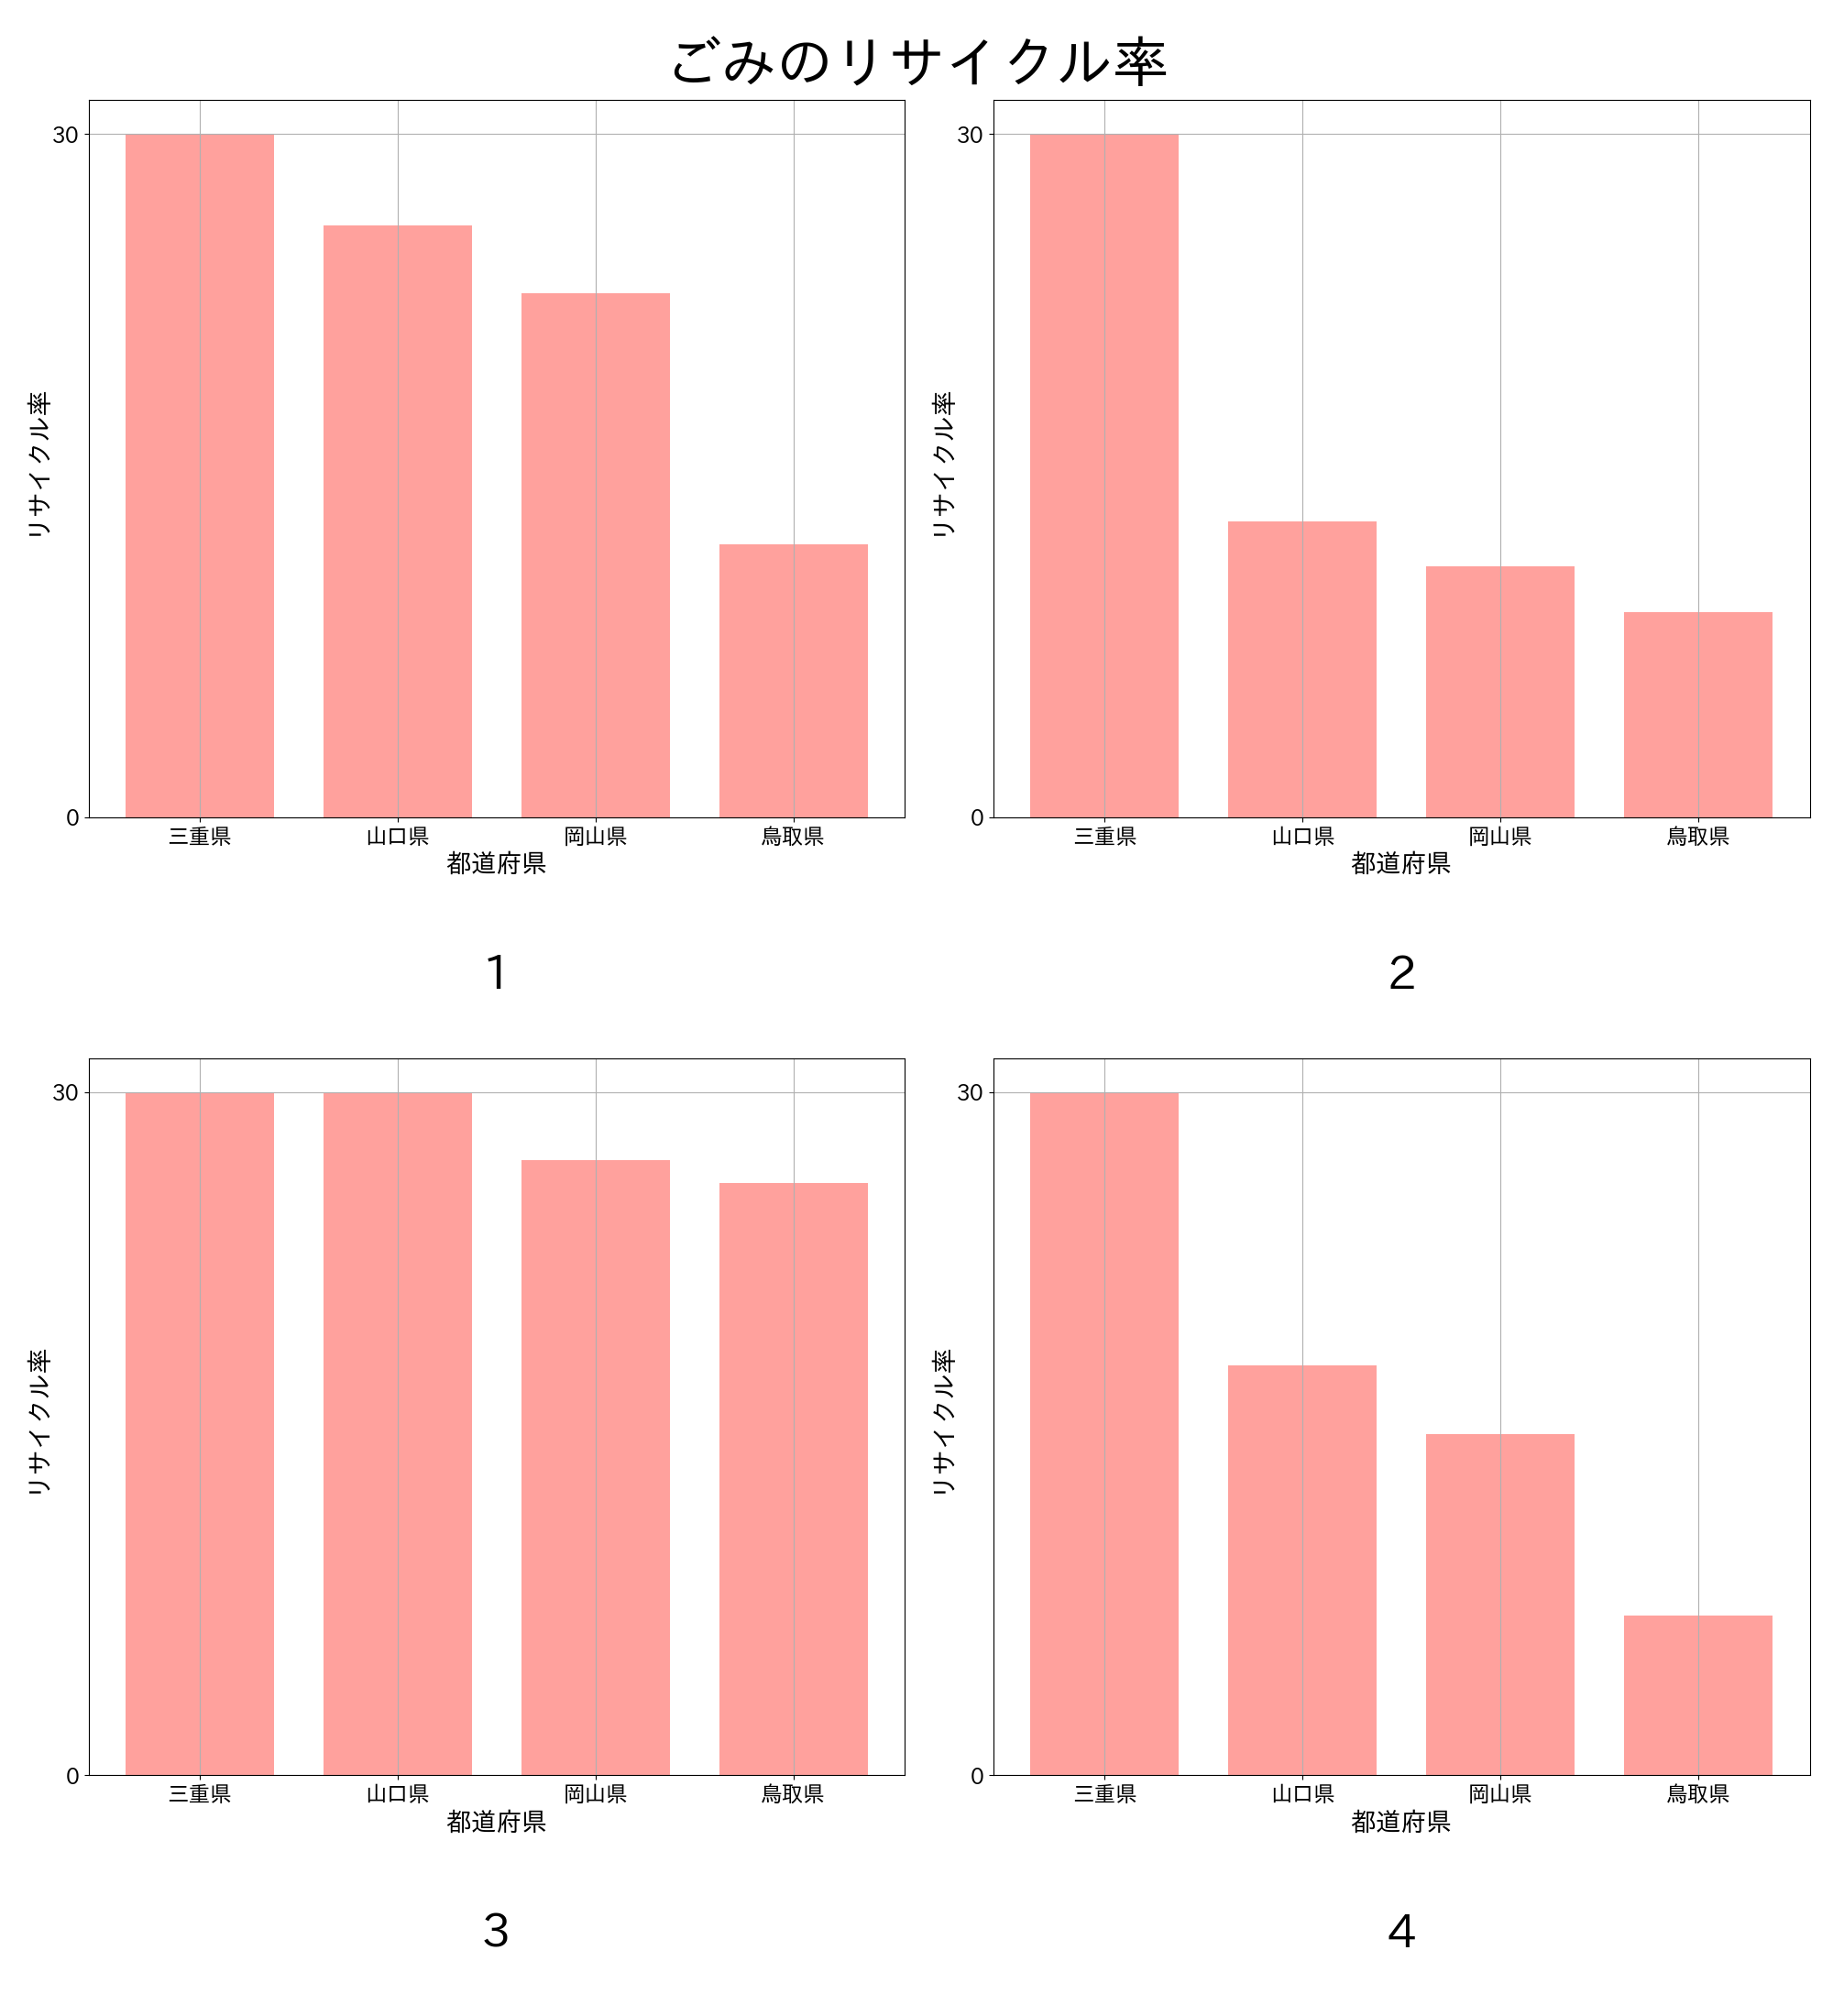 ごみのリサイクル率
30
0
リサイクル率
三重県 山口県 岡山県 鳥取県
都道府県
1
30
0
リサイクル率
三重県 山口県 岡山県 鳥取県
都道府県
2
30
0
リサイクル率
三重県 山口県 岡山県 鳥取県
都道府県
3
30
0
リサイクル率
三重県 山口県 岡山県 鳥取県
都道府県
4